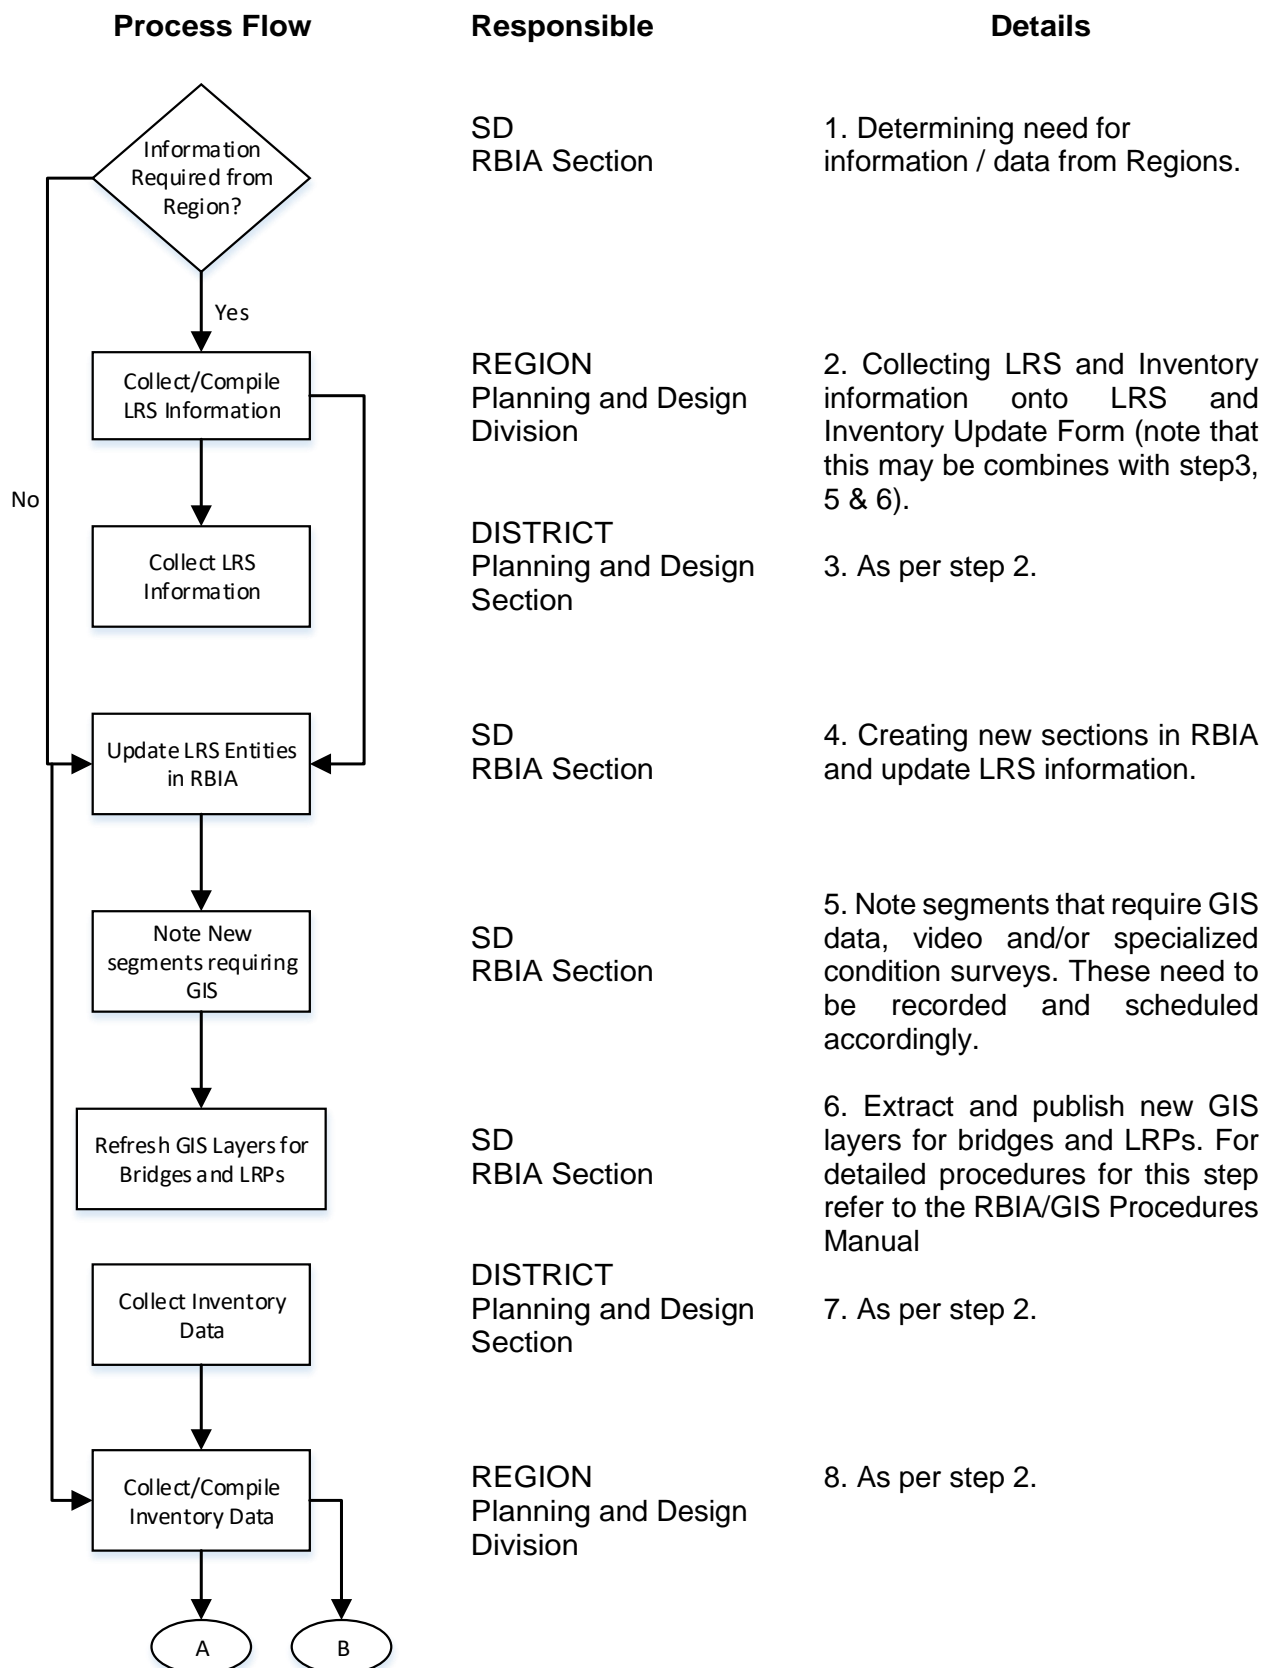 Process Flow
Responsible
Details
Information
Required from
Region?
SD
RBIA Section
1. Determining need for
information / data from Regions.
Yes
No
Collect/Compile
LRS Information
REGION
Planning and Design
Division
2. Collecting LRS and Inventory
information onto LRS and
Inventory Update Form (note that
this may be combines with step3,
5 & 6).
Collect LRS
Information
DISTRICT
Planning and Design
Section
3. As per step 2.
Update LRS Entities
in RBIA
SD
RBIA Section
4. Creating new sections in RBIA
and update LRS information.
Note New
segments requiring
GIS
SD
RBIA Section
5. Note segments that require GIS
data, video and/or specialized
condition surveys. These need to
be recorded and scheduled
accordingly.
Refresh GIS Layers for
Bridges and LRPs
SD
RBIA Section
6. Extract and publish new GIS
layers for bridges and LRPs. For
detailed procedures for this step
refer to the RBIA/GIS Procedures
Manual
Collect Inventory
Data
DISTRICT
Planning and Design
Section
7. As per step 2.
Collect/Compile
Inventory Data
REGION
Planning and Design
Division
8. As per step 2.
A
B